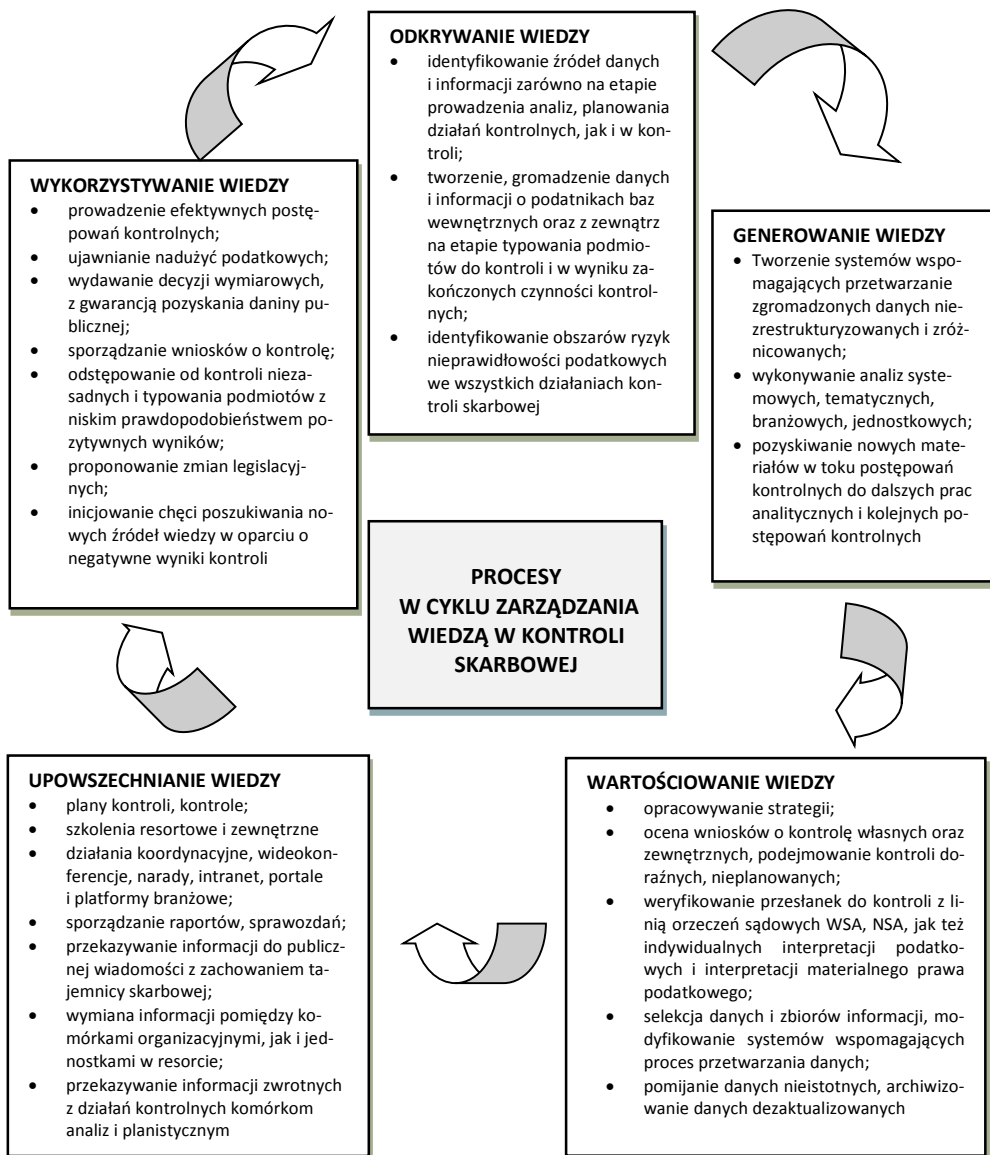 ODKRYWANIE WIEDZY
• identyfikowanie źródeł danych
i informacji zarówno na etapie
prowadzenia analiz, planowania
działań kontrolnych, jak i w kon-
troli;
• tworzenie, gromadzenie danych
i informacji o podatnikach baz
wewnętrznych oraz z zewnątrz
na etapie typowania podmio-
tów do kontroli i w wyniku za-
kończonych czynności kontrol-
nych;
• identyfikowanie obszarów ryzyk
nieprawidłowości podatkowych
we wszystkich działaniach kon-
troli skarbowej
GENEROWANIE WIEDZY
• Tworzenie systemów wspo-
magających przetwarzanie
zgromadzonych danych nie-
zrestrukturyzowanych i zróż-
nicowanych;
• wykonywanie analiz syste-
mowych, tematycznych,
branżowych, jednostkowych;
• pozyskiwanie nowych mate-
riałów w toku postępowań
kontrolnych do dalszych prac
analitycznych i kolejnych po-
stępowań kontrolnych
WARTOŚCIOWANIE WIEDZY
• opracowywanie strategii;
• ocena wniosków o kontrolę własnych oraz
zewnętrznych, podejmowanie kontroli do-
raźnych, nieplanowanych;
• weryfikowanie przesłanek do kontroli z li-
nią orzeczeń sądowych WSA, NSA, jak też
indywidualnych interpretacji podatko-
wych i interpretacji materialnego prawa
podatkowego;
• selekcja danych i zbiorów informacji, mo-
dyfikowanie systemów wspomagających
proces przetwarzania danych;
• pomijanie danych nieistotnych, archiwizo-
wanie danych dezaktualizowanych
UPOWSZECHNIANIE WIEDZY
• plany kontroli, kontrole;
• szkolenia resortowe i zewnętrzne
• działania koordynacyjne, wideokon-
ferencje, narady, intranet, portale
i platformy branżowe;
• sporządzanie raportów, sprawozdań;
• przekazywanie informacji do publicz-
nej wiadomości z zachowaniem ta-
jemnicy skarbowej;
• wymiana informacji pomiędzy ko-
mórkami organizacyjnymi, jak i jed-
nostkami w resorcie;
• przekazywanie informacji zwrotnych
z działań kontrolnych komórkom
analiz i planistycznym
WYKORZYSTYWANIE WIEDZY
• prowadzenie efektywnych postę-
powań kontrolnych;
• ujawnianie nadużyć podatkowych;
• wydawanie decyzji wymiarowych,
z gwarancją pozyskania daniny pu-
blicznej;
• sporządzanie wniosków o kontrolę;
• odstępowanie od kontroli nieza-
sadnych i typowania podmiotów z
niskim prawdopodobieństwem po-
zytywnych wyników;
• proponowanie zmian legislacyj-
nych;
• inicjowanie chęci poszukiwania no-
wych źródeł wiedzy w oparciu o
negatywne wyniki kontroli
PROCESY
W CYKLU ZARZĄDZANIA
WIEDZĄ W KONTROLI
SKARBOWEJ